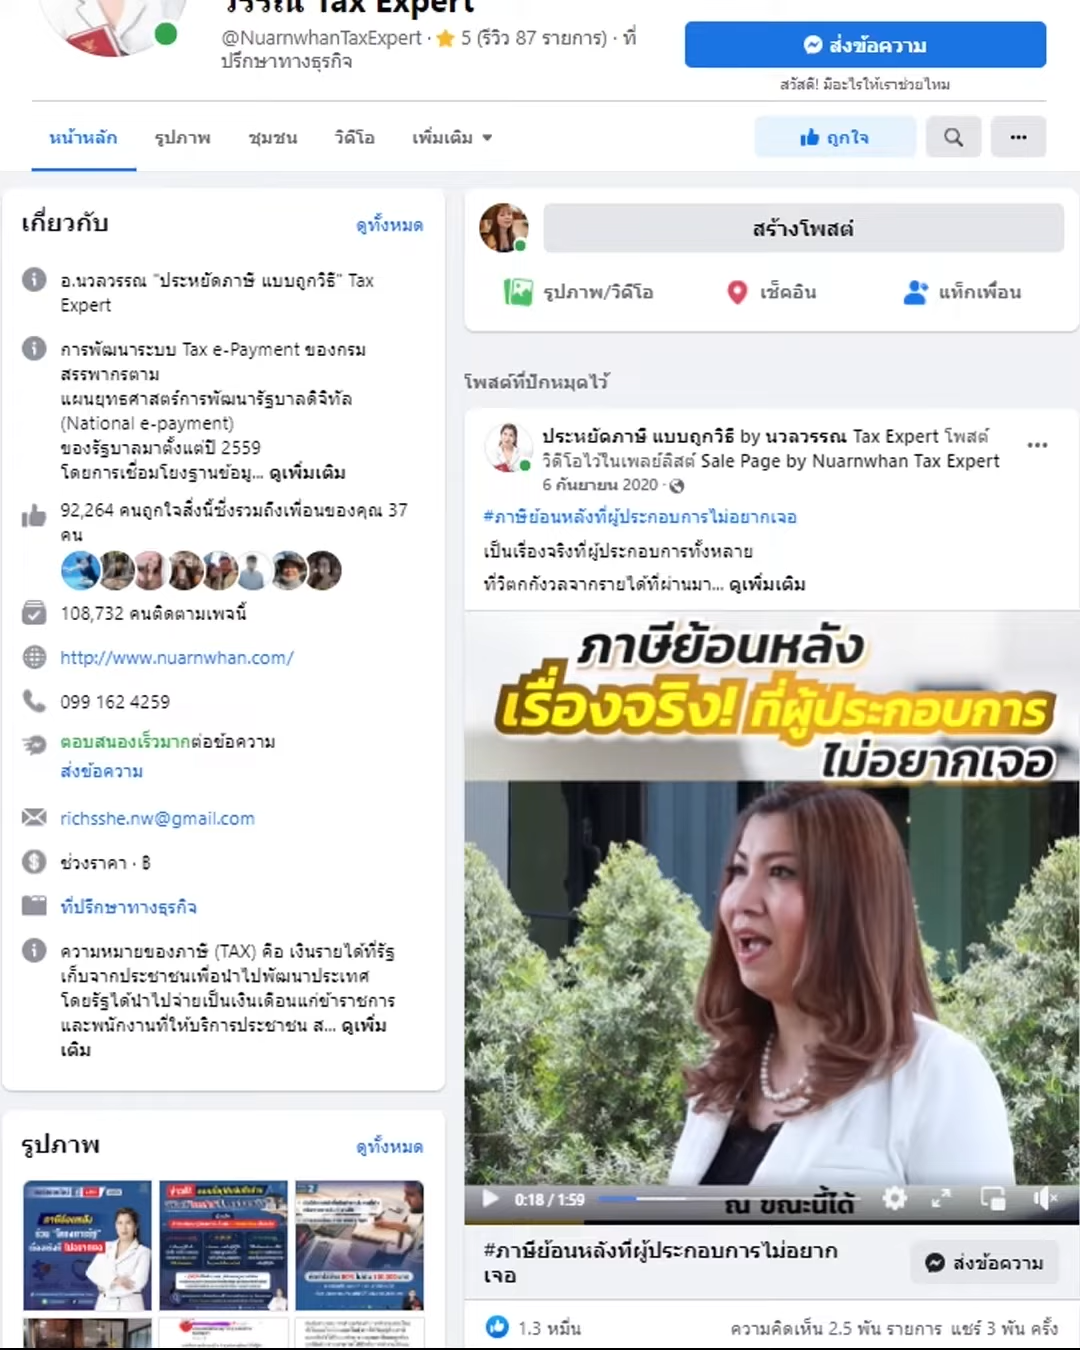 วรรณ Tax Expert
@NuarnwhanTaxExpert · 5 (รีวิว 87 รายการ) · ที่
ปรึกษาทางธุรกิจ
ส่งข้อความ
สวัสดี! มีอะไรให้เราช่วยไหม
หน้าหลัก
รูปภาพ
ชุมชน
วิดีโอ
เพิ่มเติม
ถูกใจ
เกี่ยวกับ
ดูทั้งหมด
อ.นวลวรรณ "ประหยัดภาษี แบบถูกวิธี" Tax
Expert
การพัฒนาระบบ Tax e-Payment ของกรม
สรรพากรตาม
แผนยุทธศาสตร์การพัฒนารัฐบาลดิจิทัล
(National e-payment)
ของรัฐบาลมาตั้งแต่ปี 2559
โดยการเชื่อมโยงฐานข้อมู... ดูเพิ่มเติม
92,264 คนถูกใจสิ่งนี้ซึ่งรวมถึงเพื่อนของคุณ 37
คน
108,732 คนติดตามเพจนี้
http://www.nuarnwhan.com/
099 162 4259
ตอบสนองเร็วมากต่อข้อความ
ส่งข้อความ
richsshe.nw@gmail.com
ช่วงราคา · ฿
ที่ปรึกษาทางธุรกิจ
ความหมายของภาษี (TAX) คือ เงินรายได้ที่รัฐ
เก็บจากประชาชนเพื่อนำไปพัฒนาประเทศ
โดยรัฐได้นำไปจ่ายเป็นเงินเดือนแก่ข้าราชการ
และพนักงานที่ให้บริการประชาชน ส... ดูเพิ่ม
เติม
รูปภาพ
ดูทั้งหมด
สร้างโพสต์
รูปภาพ/วิดีโอ
เช็คอิน
แท็กเพื่อน
โพสต์ที่ปักหมุดไว้
ประหยัดภาษี แบบถูกวิธี by นวลวรรณ Tax Expert โพสต์
วิดีโอไว้ในเพลย์ลิสต์ Sale Page by Nuarnwhan Tax Expert
6 กันยายน 2020 ·
#ภาษีย้อนหลังที่ผู้ประกอบการไม่อยากเจอ
เป็นเรื่องจริงที่ผู้ประกอบการทั้งหลาย
ที่วิตกกังวลจากรายได้ที่ผ่านมา... ดูเพิ่มเติม
ภาษีย้อนหลัง
เรื่องจริง! ที่ผู้ประกอบการ
ไม่อยากเจอ
0:18 / 1:59
ณ ขณะนี้ได้
#ภาษีย้อนหลังที่ผู้ประกอบการไม่อยาก
เจอ
ส่งข้อความ
1.3 หมื่น
ความคิดเห็น 2.5 พัน รายการ แชร์ 3 พัน ครั้ง